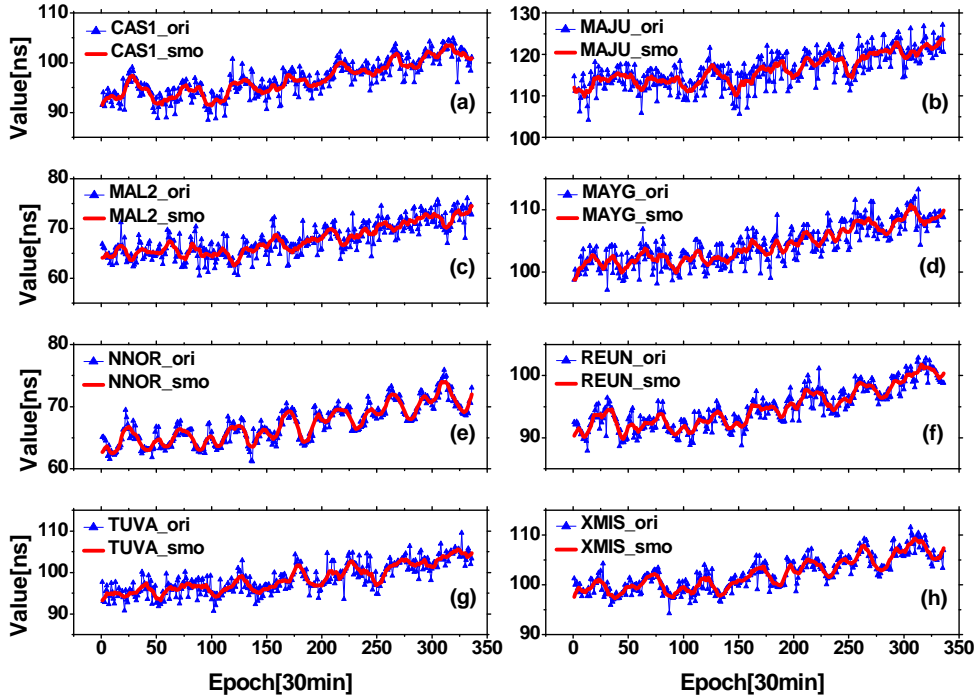 110
CAS1_ori
CAS1_smo
100
90
Value[ns]
(a)
130
MAJU_ori
MAJU_smo
120
110
100
(b)
80
MAL2_ori
MAL2_smo
70
60
Value[ns]
(c)
MAYG_ori
MAYG_smo
110
100
(d)
80
NNOR_ori
NNOR_smo
70
60
Value[ns]
(e)
REUN_ori
REUN_smo
100
90
(f)
110
TUVA_ori
TUVA_smo
100
90
Value[ns]
(g)
0 50 100 150 200 250 300 350
Epoch[30min]
110
XMIS_ori
XMIS_smo
100
90
(h)
0 50 100 150 200 250 300 350
Epoch[30min]